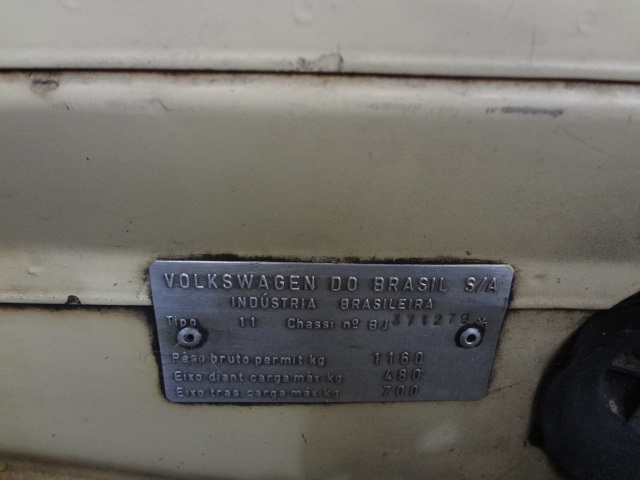 VOLKSWAGEN DO BRASIL S/A
INDÚSTRIA BRASILEIRA
Tipo 11 Chassi nº BJ 371279*
Pêso bruto permit. kg 1160
Eixo diant. carga máx. kg 480
Eixo tras. carga máx. kg 700